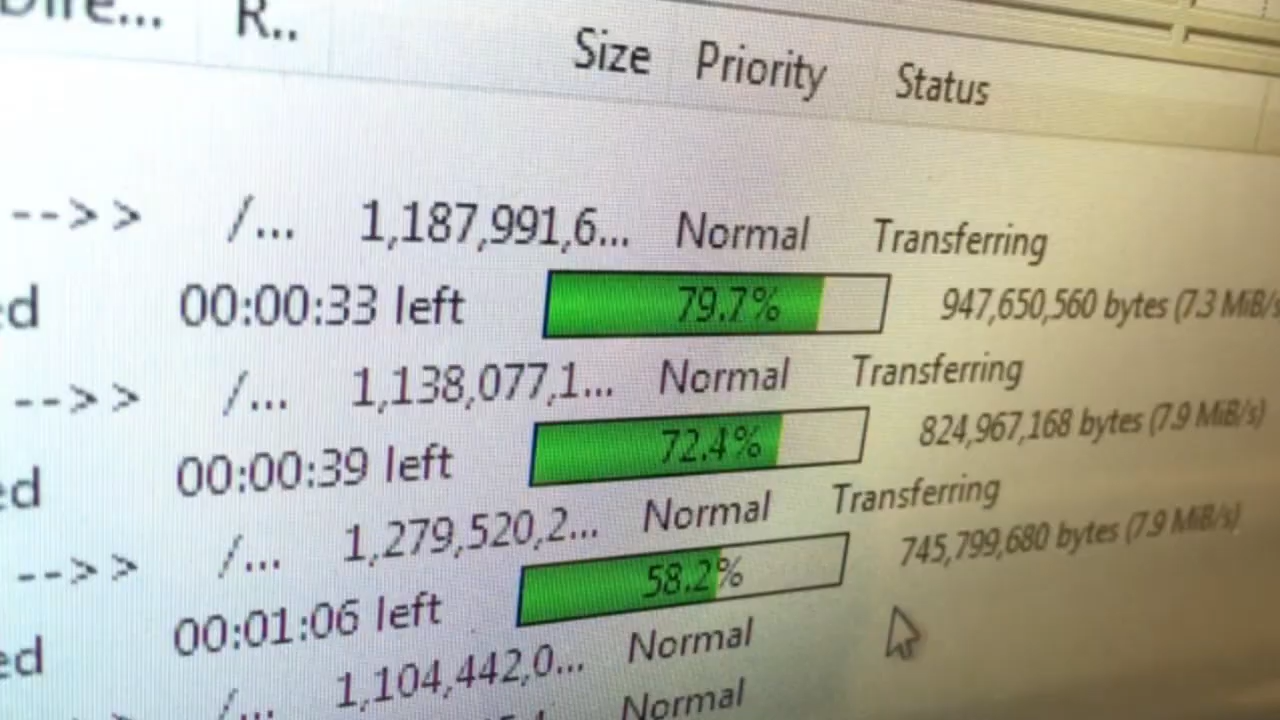 Dire... R.. Size Priority Status
-->> /... 1,187,991,6... Normal Transferring
ed 00:00:33 left 79.7% 947,650,560 bytes (7.3 MiB/s
-->> /... 1,138,077,1... Normal Transferring
ed 00:00:39 left 72.4% 824,967,168 bytes (7.9 MiB/s)
-->> /... 1,279,520,2... Normal Transferring
ed 00:01:06 left 58.2% 745,799,680 bytes (7.9 MiB/s)
/... 1,104,442,0... Normal
Normal